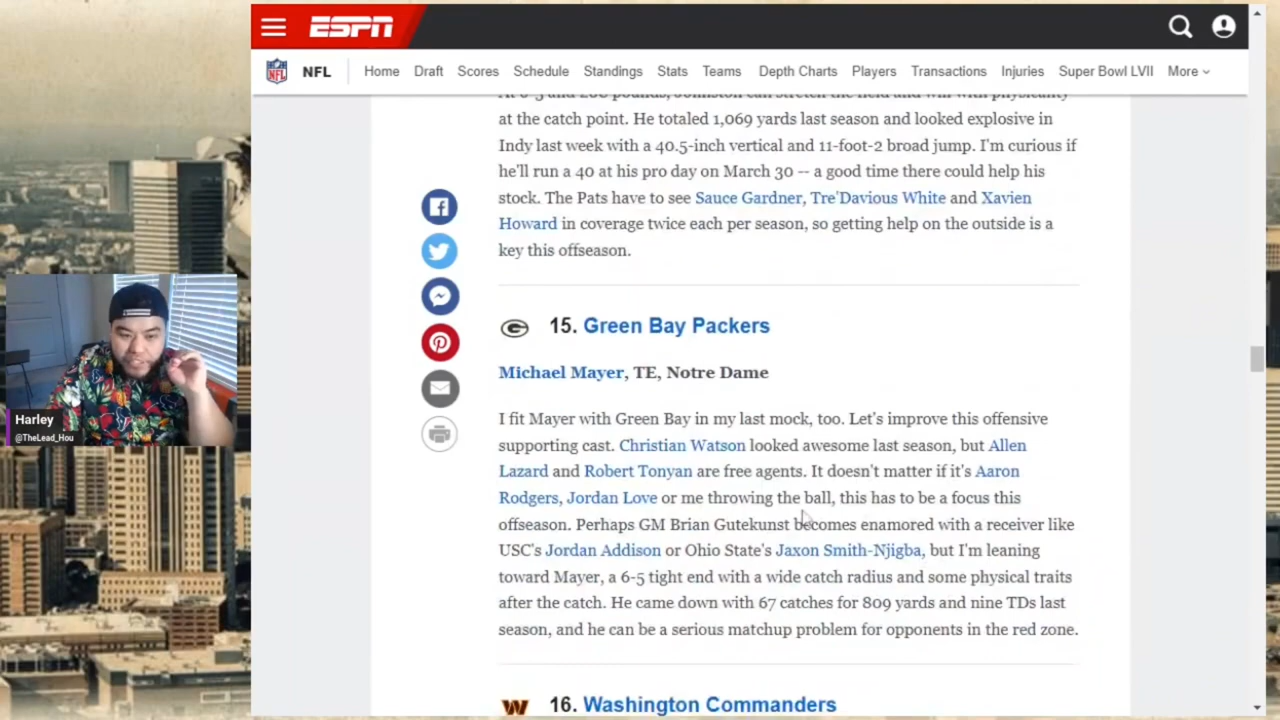 ESPN
NFL
Home
Draft
Scores
Schedule
Standings
Stats
Teams
Depth Charts
Players
Transactions
Injuries
Super Bowl LVII
More
at the catch point. He totaled 1,069 yards last season and looked explosive in
Indy last week with a 40.5-inch vertical and 11-foot-2 broad jump. I'm curious if
he'll run a 40 at his pro day on March 30 -- a good time there could help his
stock. The Pats have to see Sauce Gardner, Tre'Davious White and Xavien
Howard in coverage twice each per season, so getting help on the outside is a
key this offseason.
15. Green Bay Packers
Michael Mayer, TE, Notre Dame
I fit Mayer with Green Bay in my last mock, too. Let's improve this offensive
supporting cast. Christian Watson looked awesome last season, but Allen
Lazard and Robert Tonyan are free agents. It doesn't matter if it's Aaron
Rodgers, Jordan Love or me throwing the ball, this has to be a focus this
offseason. Perhaps GM Brian Gutekunst becomes enamored with a receiver like
USC's Jordan Addison or Ohio State's Jaxon Smith-Njigba, but I'm leaning
toward Mayer, a 6-5 tight end with a wide catch radius and some physical traits
after the catch. He came down with 67 catches for 809 yards and nine TDs last
season, and he can be a serious matchup problem for opponents in the red zone.
16. Washington Commanders
Harley
@TheLead_Hou